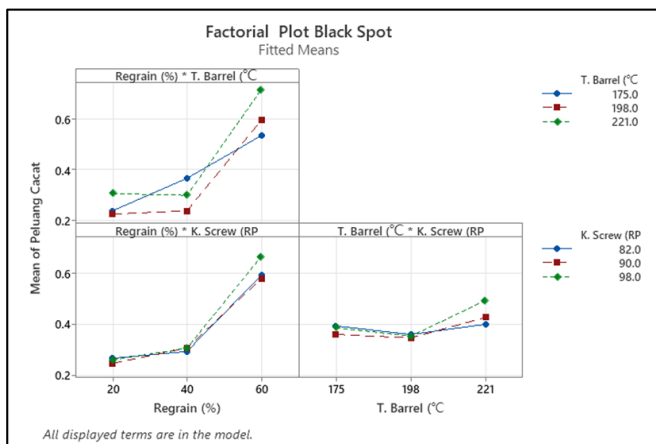 Factorial Plot Black Spot
Fitted Means
Regrain (%) * T. Barrel (℃
T. Barrel (℃
175.0
198.0
221.0
0.6
0.4
0.2
Mean of Peluang Cacat
Regrain (%) * K. Screw (RP
T. Barrel (℃ * K. Screw (RP
K. Screw (RP
82.0
90.0
98.0
0.6
0.4
0.2
20 40 60 175 198 221
Regrain (%) T. Barrel (℃
All displayed terms are in the model.